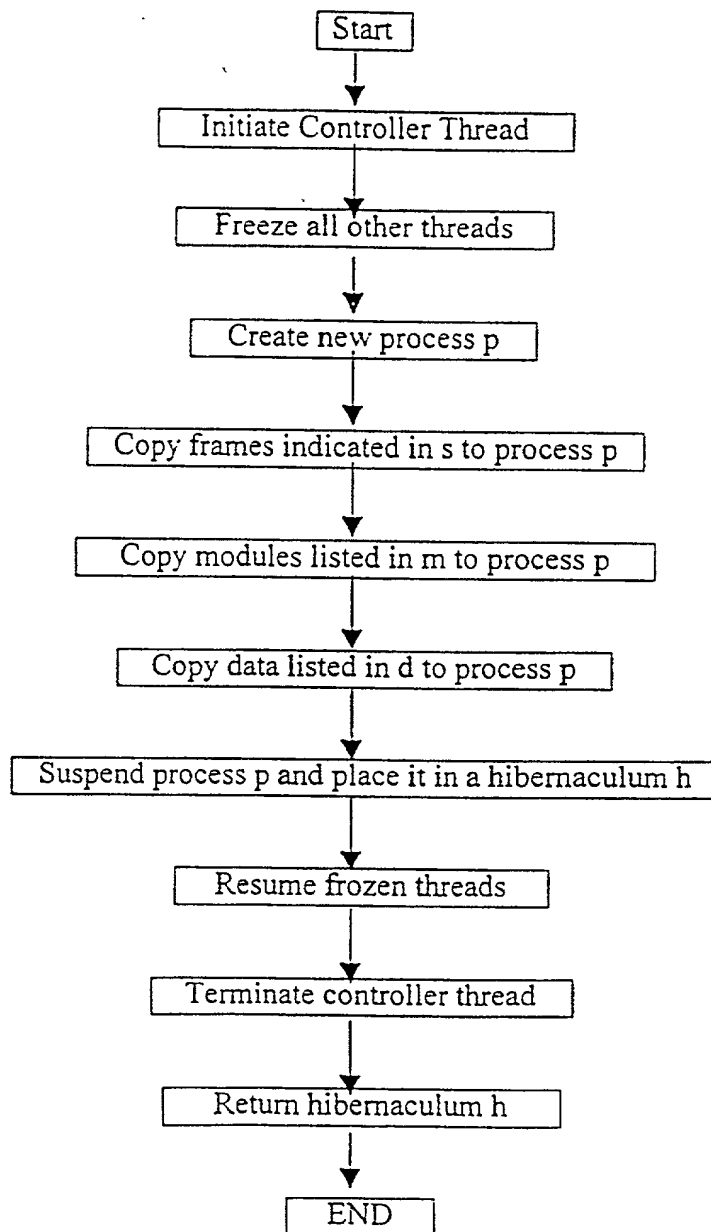 Start
Initiate Controller Thread
Freeze all other threads
Create new process p
Copy frames indicated in s to process p
Copy modules listed in m to process p
Copy data listed in d to process p
Suspend process p and place it in a hibernaculum h
Resume frozen threads
Terminate controller thread
Return hibernaculum h
END